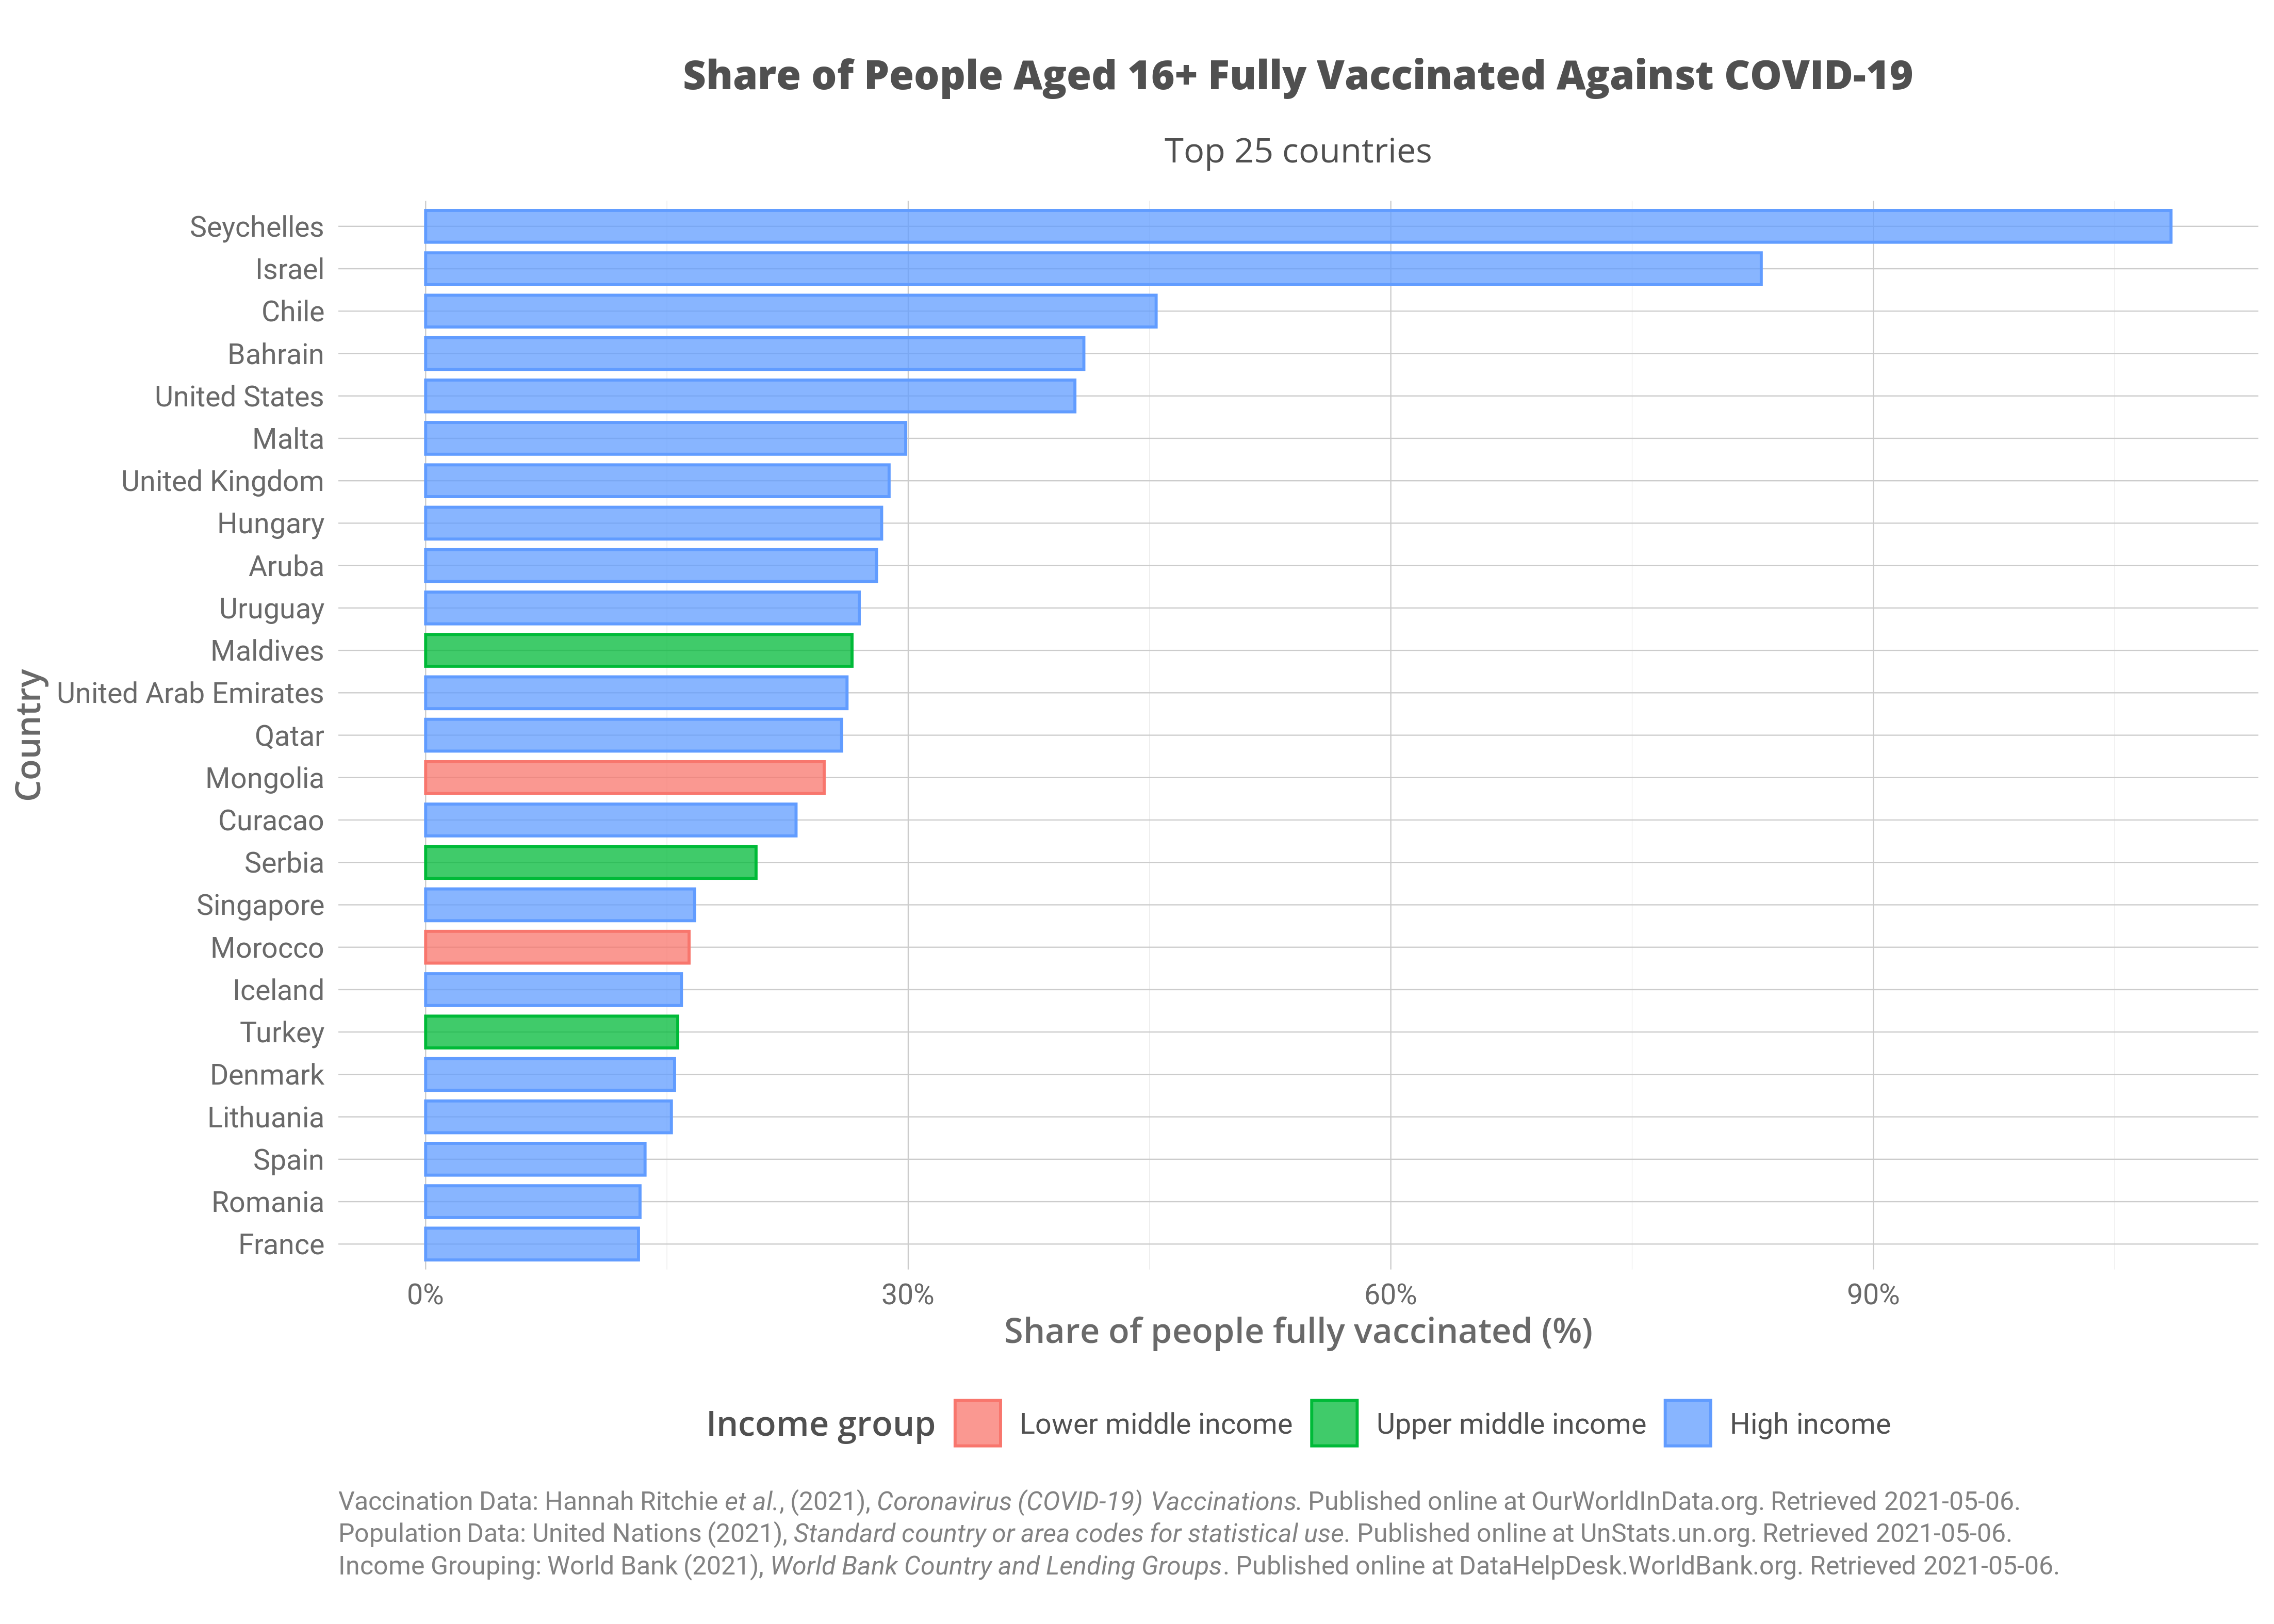 Share of People Aged 16+ Fully Vaccinated Against COVID-19
Top 25 countries
Country
Seychelles
Israel
Chile
Bahrain
United States
Malta
United Kingdom
Hungary
Aruba
Uruguay
Maldives
United Arab Emirates
Qatar
Mongolia
Curacao
Serbia
Singapore
Morocco
Iceland
Turkey
Denmark
Lithuania
Spain
Romania
France
0% 30% 60% 90%
Share of people fully vaccinated (%)
Income group Lower middle income Upper middle income High income
Vaccination Data: Hannah Ritchie et al., (2021), Coronavirus (COVID-19) Vaccinations. Published online at OurWorldInData.org. Retrieved 2021-05-06.
Population Data: United Nations (2021), Standard country or area codes for statistical use. Published online at UnStats.un.org. Retrieved 2021-05-06.
Income Grouping: World Bank (2021), World Bank Country and Lending Groups. Published online at DataHelpDesk.WorldBank.org. Retrieved 2021-05-06.